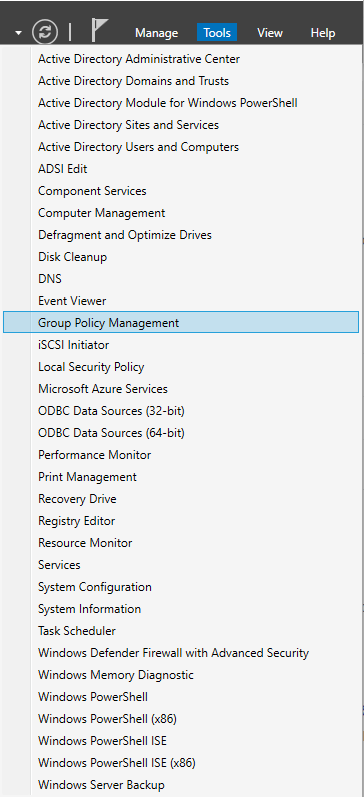 Manage Tools View Help
Active Directory Administrative Center
Active Directory Domains and Trusts
Active Directory Module for Windows PowerShell
Active Directory Sites and Services
Active Directory Users and Computers
ADSI Edit
Component Services
Computer Management
Defragment and Optimize Drives
Disk Cleanup
DNS
Event Viewer
Group Policy Management
iSCSI Initiator
Local Security Policy
Microsoft Azure Services
ODBC Data Sources (32-bit)
ODBC Data Sources (64-bit)
Performance Monitor
Print Management
Recovery Drive
Registry Editor
Resource Monitor
Services
System Configuration
System Information
Task Scheduler
Windows Defender Firewall with Advanced Security
Windows Memory Diagnostic
Windows PowerShell
Windows PowerShell (x86)
Windows PowerShell ISE
Windows PowerShell ISE (x86)
Windows Server Backup